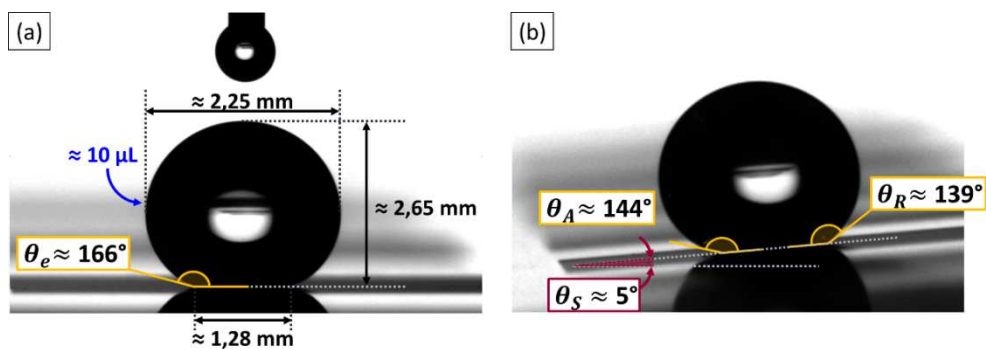 (a)
≈ 2,25 mm
≈ 10 µL
≈ 2,65 mm
θe ≈ 166°
≈ 1,28 mm
(b)
θA ≈ 144°
θR ≈ 139°
θS ≈ 5°